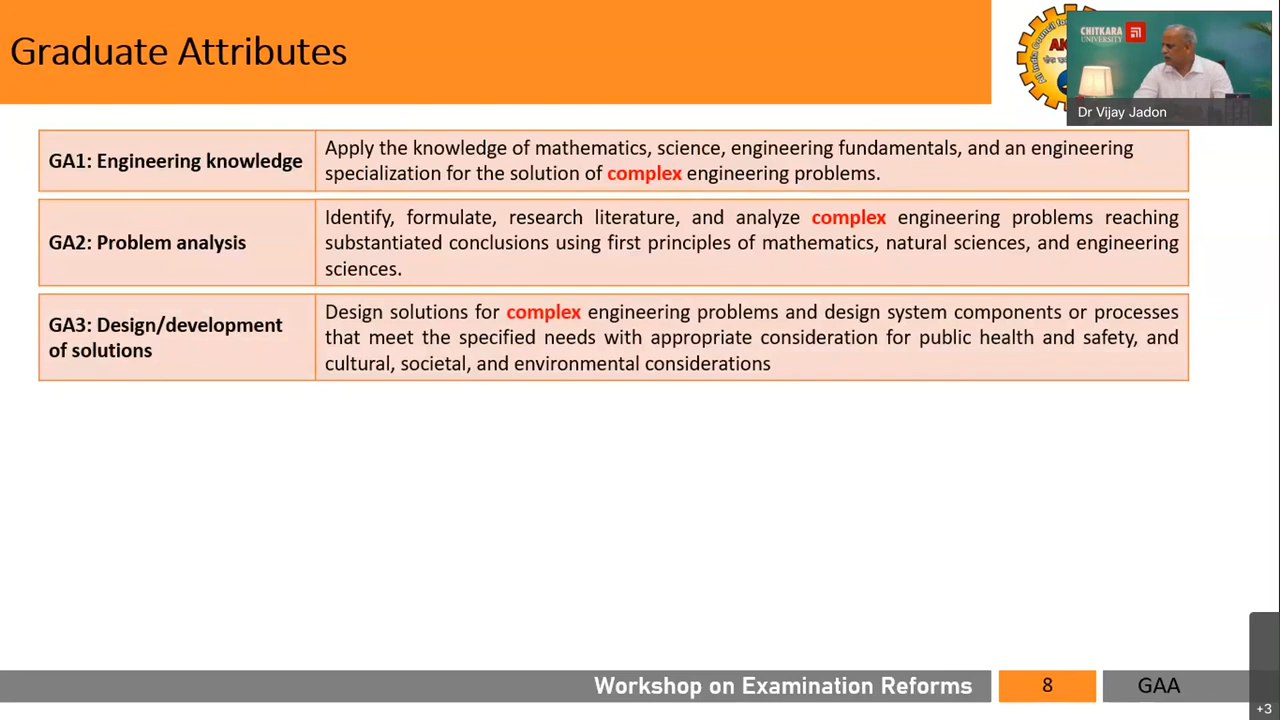 Graduate Attributes
All India Council for
CHITKARA
UNIVERSITY
Dr Vijay Jadon
GA1: Engineering knowledge
Apply the knowledge of mathematics, science, engineering fundamentals, and an engineering
specialization for the solution of complex engineering problems.
GA2: Problem analysis
Identify, formulate, research literature, and analyze complex engineering problems reaching
substantiated conclusions using first principles of mathematics, natural sciences, and engineering
sciences.
GA3: Design/development
of solutions
Design solutions for complex engineering problems and design system components or processes
that meet the specified needs with appropriate consideration for public health and safety, and
cultural, societal, and environmental considerations
Workshop on Examination Reforms
8
GAA
+3